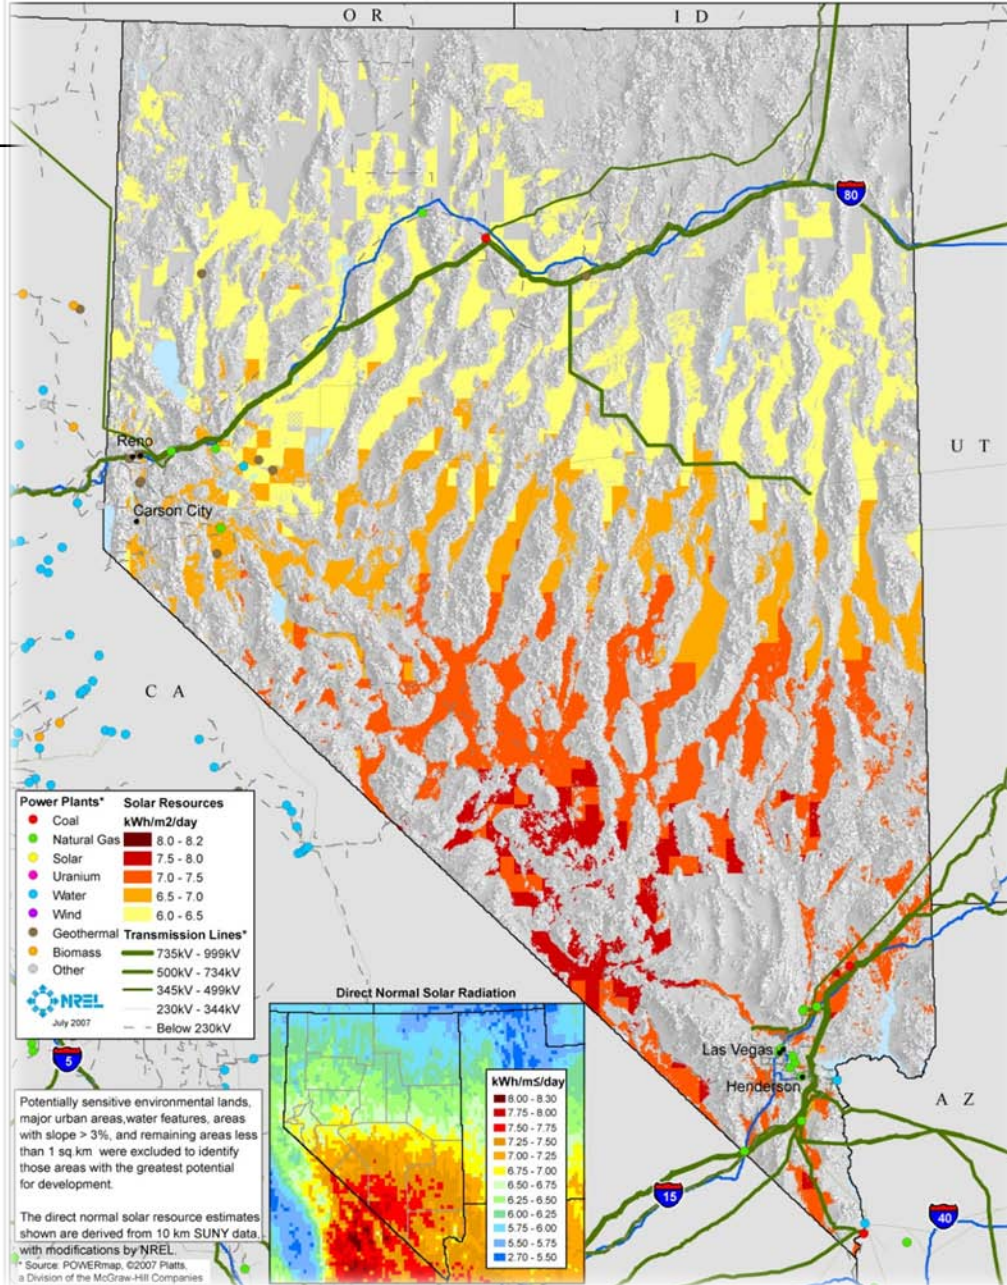 O R
I D
80
U T
Reno
Carson City
C A
Power Plants*
Coal
Natural Gas
Solar
Uranium
Water
Wind
Geothermal
Biomass
Other
NREL
July 2007
Solar Resources
kWh/m2/day
8.0 - 8.2
7.5 - 8.0
7.0 - 7.5
6.5 - 7.0
6.0 - 6.5
Transmission Lines*
735kV - 999kV
500kV - 734kV
345kV - 499kV
230kV - 344kV
Below 230kV
Las Vegas
Henderson
A Z
5
15
40
Potentially sensitive environmental lands,
major urban areas,water features, areas
with slope > 3%, and remaining areas less
than 1 sq.km were excluded to identify
those areas with the greatest potential
for development.
The direct normal solar resource estimates
shown are derived from 10 km SUNY data,
with modifications by NREL.
* Source: POWERmap, ©2007 Platts,
a Division of the McGraw-Hill Companies
Direct Normal Solar Radiation
kWh/m≤/day
8.00 - 8.30
7.75 - 8.00
7.50 - 7.75
7.25 - 7.50
7.00 - 7.25
6.75 - 7.00
6.50 - 6.75
6.25 - 6.50
6.00 - 6.25
5.75 - 6.00
5.50 - 5.75
2.70 - 5.50